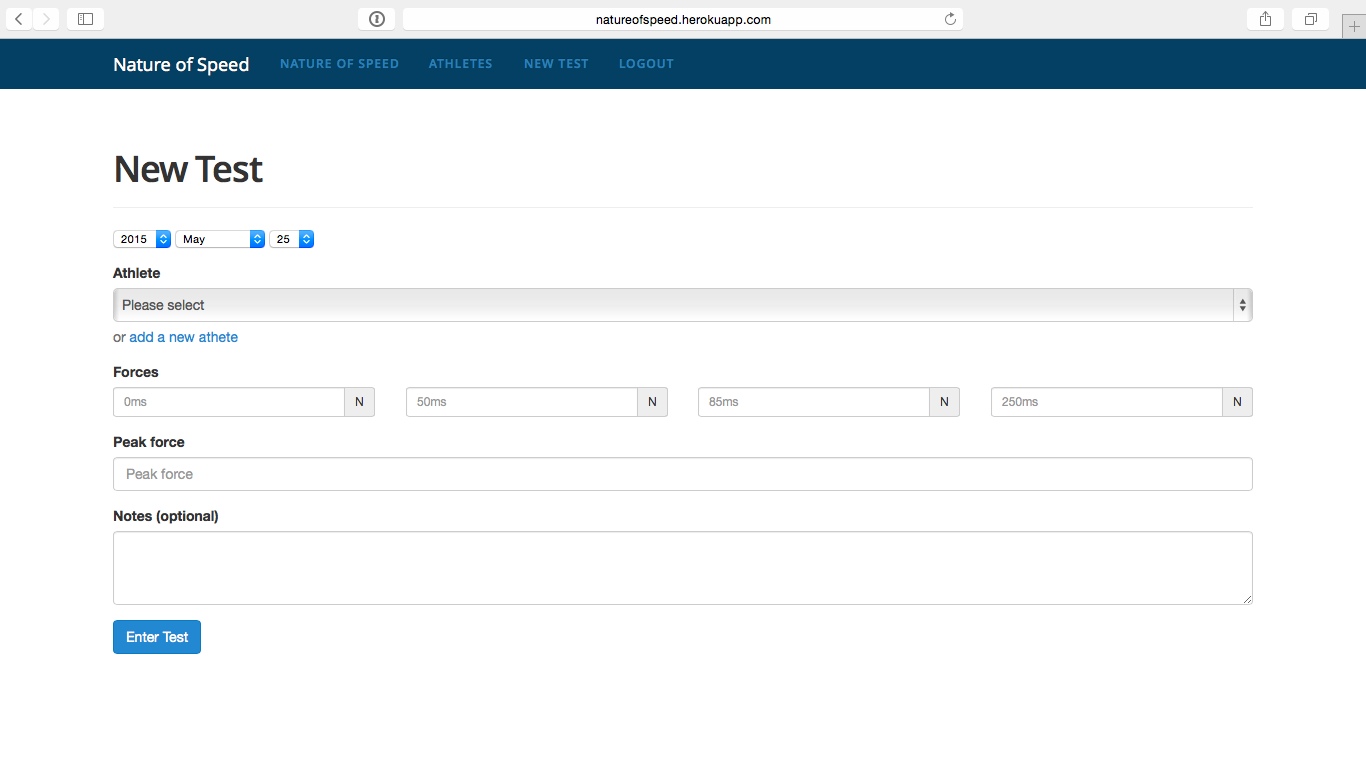 natureofspeed.herokuapp.com
Nature of Speed NATURE OF SPEED ATHLETES NEW TEST LOGOUT
New Test
2015 May 25
Athlete
Please select
or add a new athete
Forces
0ms N 50ms N 85ms N 250ms N
Peak force
Peak force
Notes (optional)
Enter Test